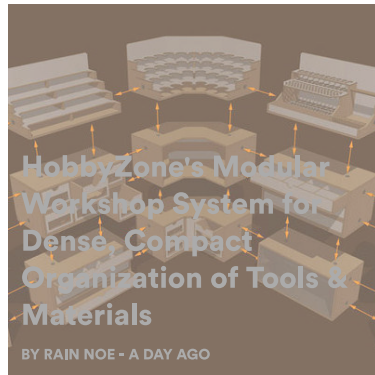 HobbyZone's Modular
Workshop System for
Dense, Compact
Organization of Tools &
Materials
BY RAIN NOE - A DAY AGO